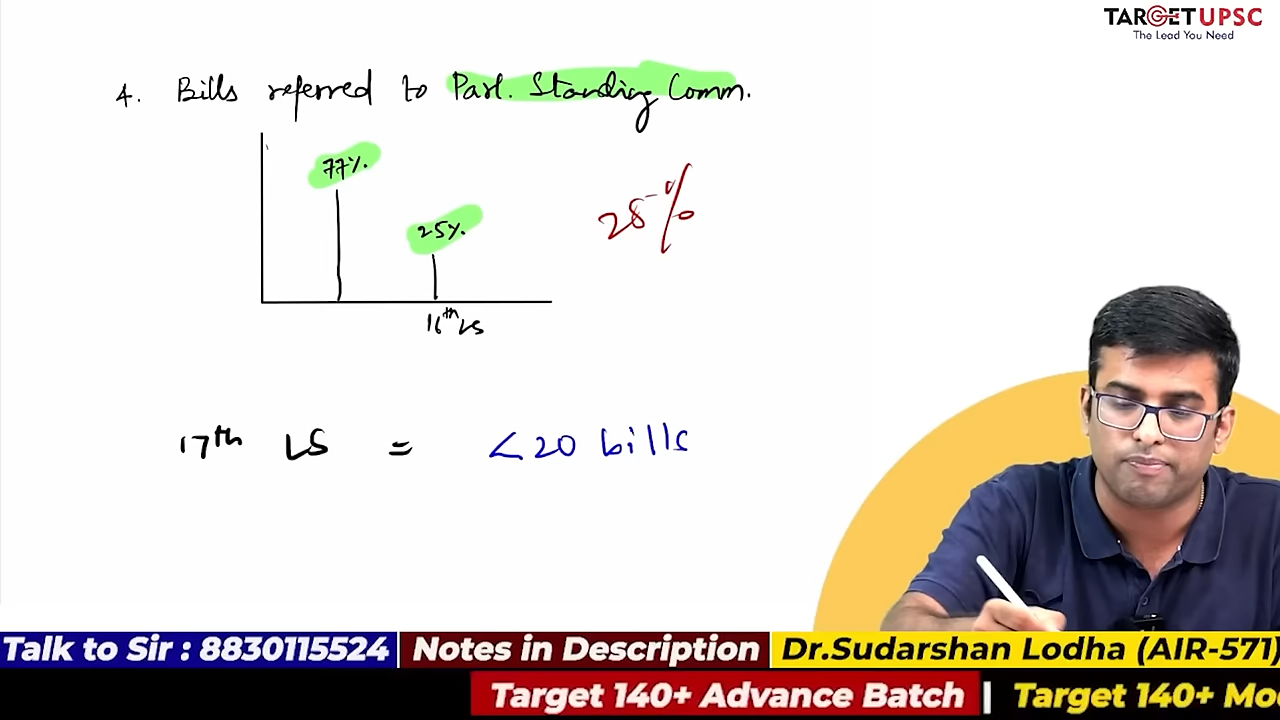 TARGETUPSC
The Lead You Need
4. Bills referred to Parl. Standing Comm.
77%.
25%.
28%
16th LS
17th LS = <20 bills
Talk to Sir : 8830115524
Notes in Description
Dr.Sudarshan Lodha (AIR-571)
Target 140+ Advance Batch | Target 140+ Mo